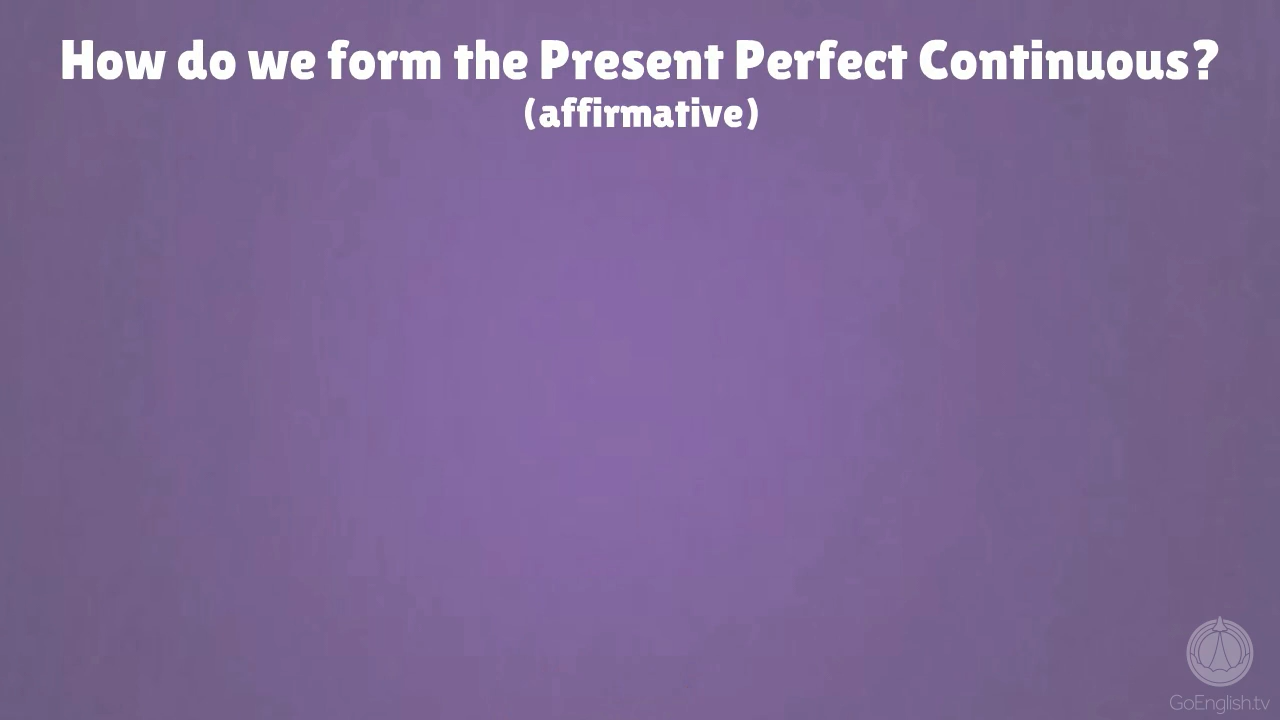 How do we form the Present Perfect Continuous?
(affirmative)
GoEnglish.tv